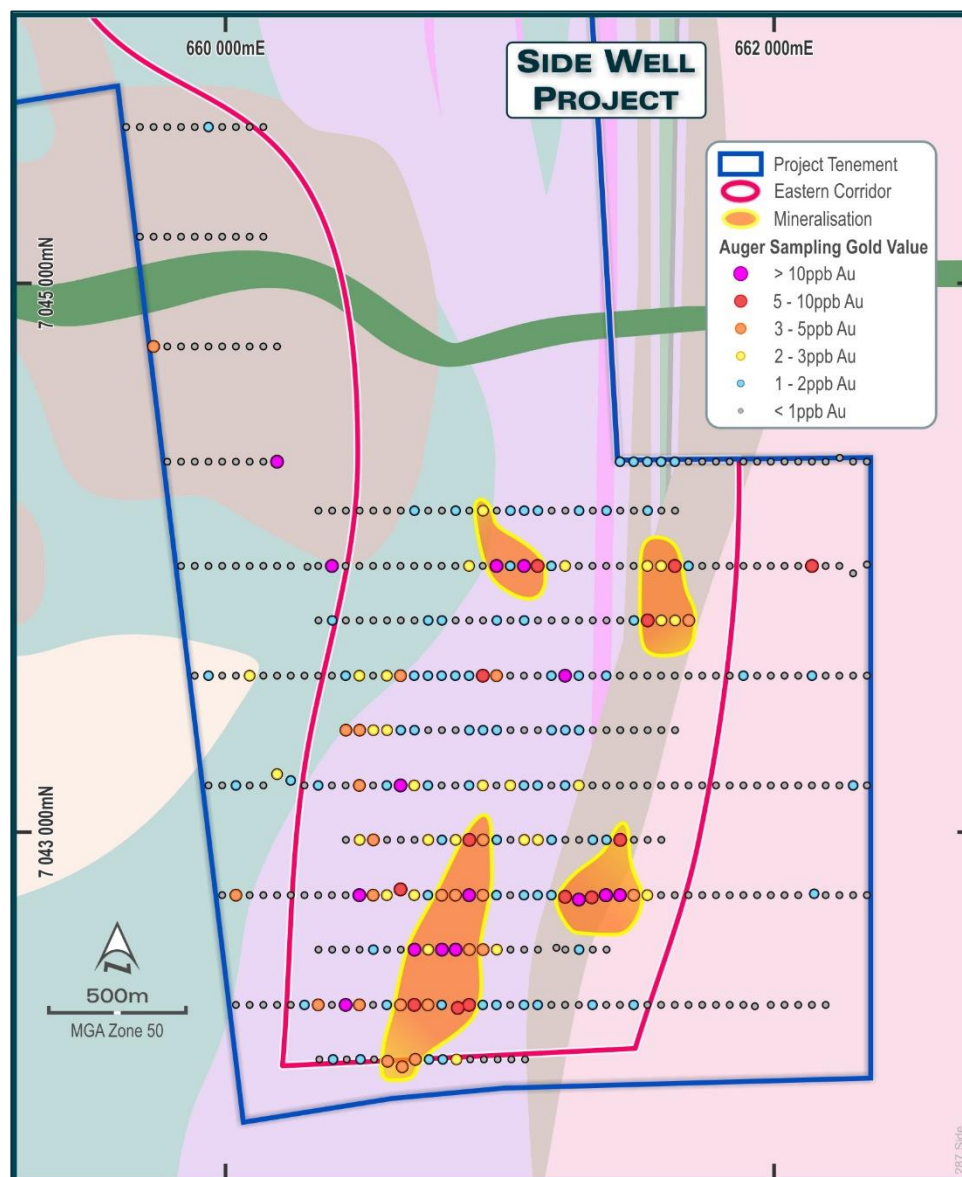 660 000mE
662 000mE
SIDE WELL
PROJECT
Project Tenement
Eastern Corridor
Mineralisation
Auger Sampling Gold Value
> 10ppb Au
5 - 10ppb Au
3 - 5ppb Au
2 - 3ppb Au
1 - 2ppb Au
< 1ppb Au
7 045 000mN
7 043 000mN
N
500m
MGA Zone 50
287 Side